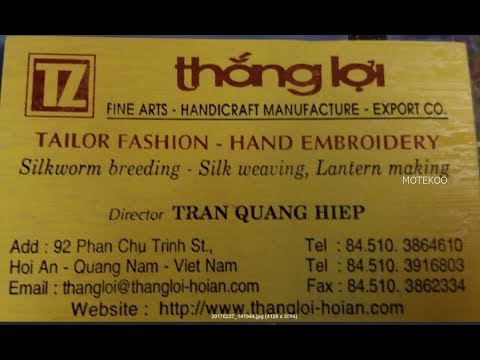 TZ
thắng lợi
FINE ARTS - HANDICRAFT MANUFACTURE - EXPORT CO.
TAILOR FASHION - HAND EMBROIDERY
Silkworm breeding - Silk weaving, Lantern making
MOTEKOO
Director TRAN QUANG HIEP
Add : 92 Phan Chu Trinh St., Tel : 84.510. 3864610
Hoi An - Quang Nam - Viet Nam Tel : 84.510. 3916803
Email : thangloi@thangloi-hoian.com Fax : 84.510. 3862334
Website : http://www.thangloi-hoian.com